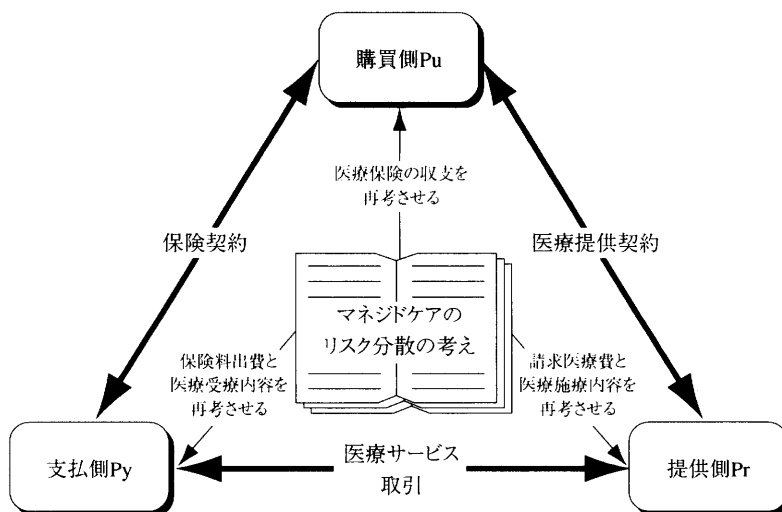 購買側Pu
医療保険の収支を
再考させる
保険契約
医療提供契約
マネジドケアの
リスク分散の考え
保険料出費と
医療受療内容を
再考させる
請求医療費と
医療施療内容を
再考させる
支払側Py
医療サービス
取引
提供側Pr